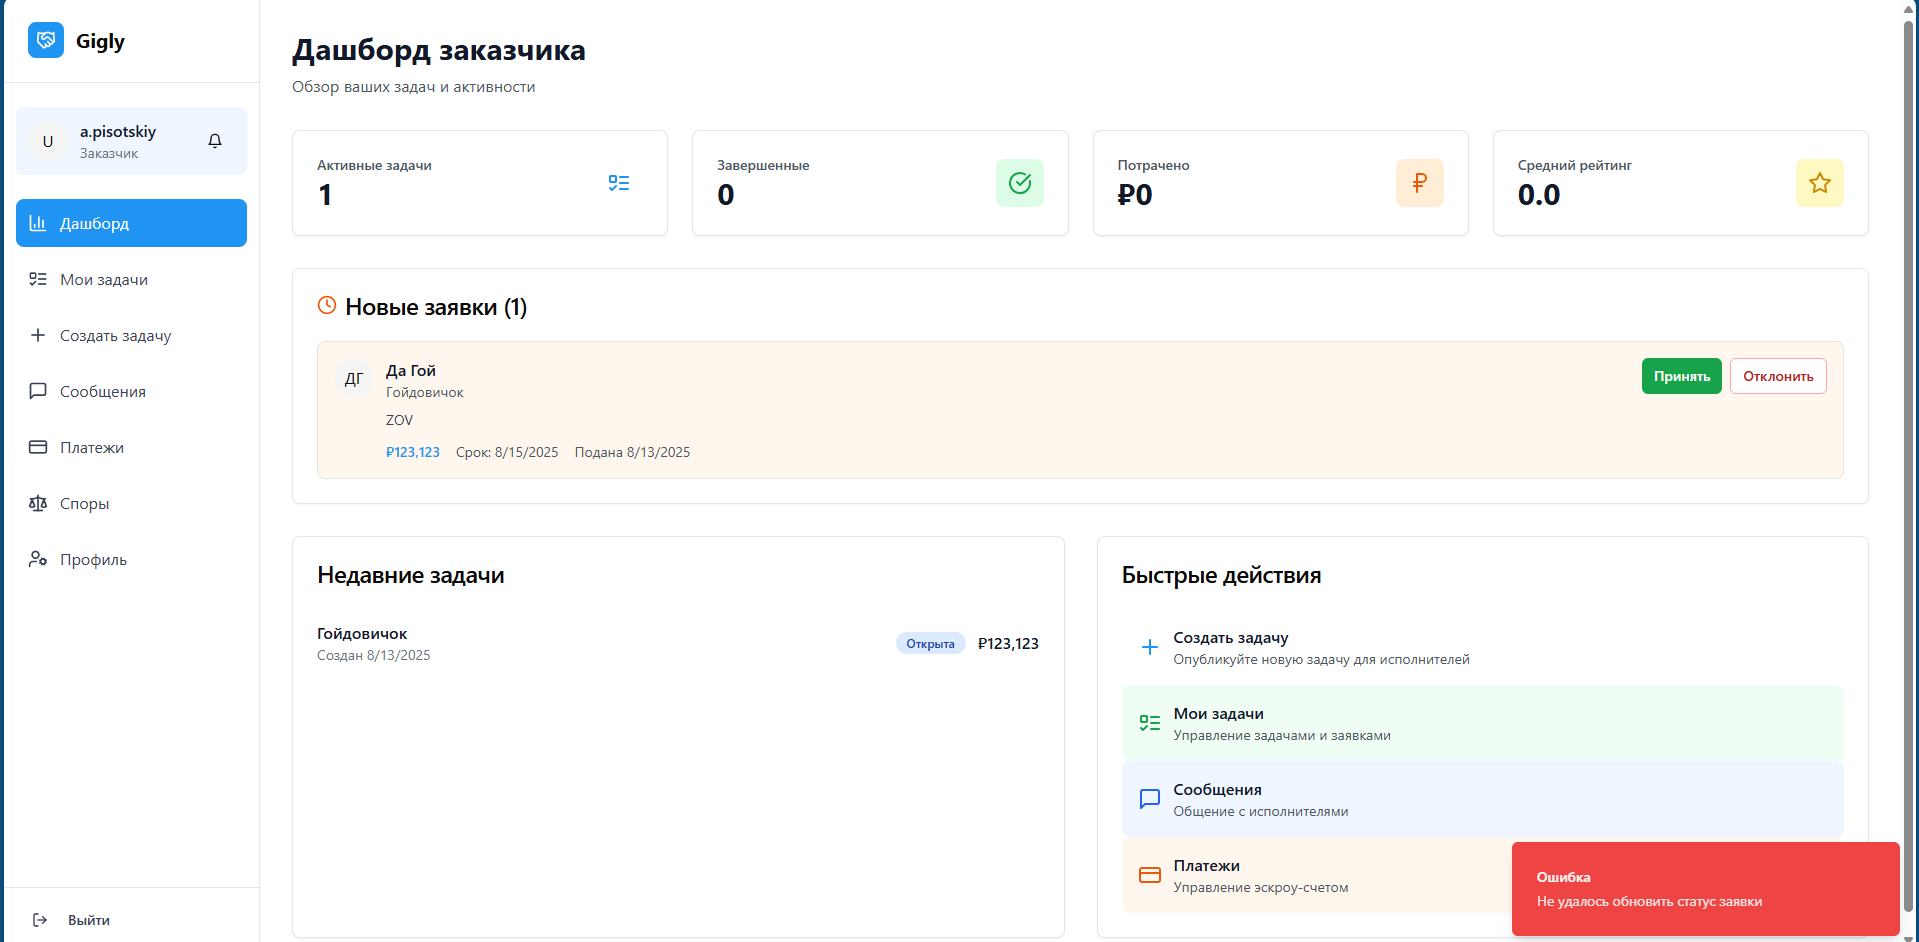 Gigly
U
a.pisotskiy
Заказчик
Дашборд
Мои задачи
Создать задачу
Сообщения
Платежи
Споры
Профиль
Выйти
Дашборд заказчика
Обзор ваших задач и активности
Активные задачи
1
Завершенные
0
Потрачено
₽0
Средний рейтинг
0.0
Новые заявки (1)
ДГ
Да Гой
Гойдовичок
ZOV
₽123,123 Срок: 8/15/2025 Подана 8/13/2025
Принять Отклонить
Недавние задачи
Гойдовичок
Создан 8/13/2025
Открыта ₽123,123
Быстрые действия
Создать задачу
Опубликуйте новую задачу для исполнителей
Мои задачи
Управление задачами и заявками
Сообщения
Общение с исполнителями
Платежи
Управление эскроу-счетом
Ошибка
Не удалось обновить статус заявки